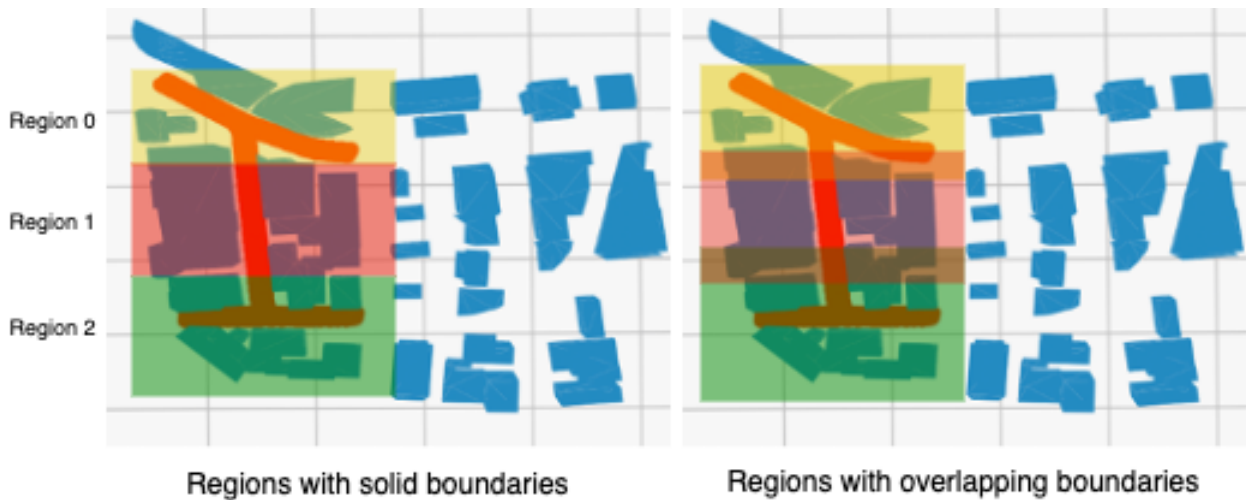 Region 0
Region 1
Region 2
Regions with solid boundaries
Regions with overlapping boundaries